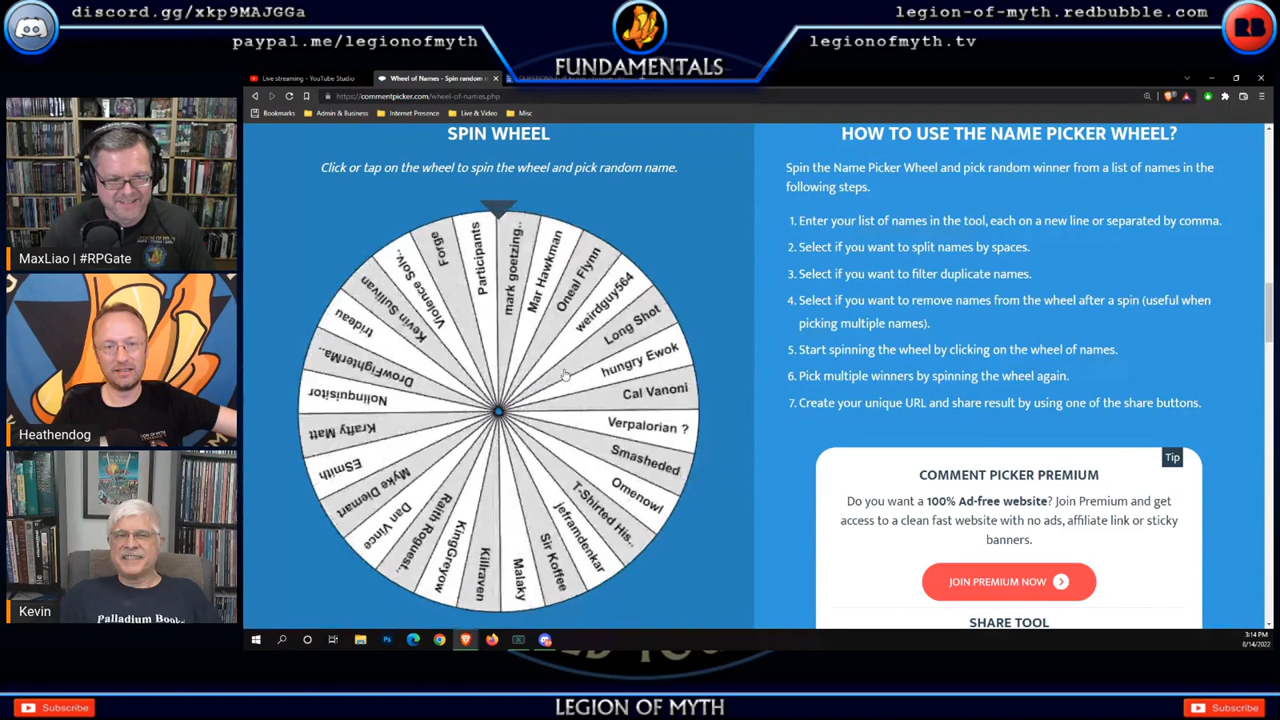 discord.gg/xkp9MAJGGa
paypal.me/legionofmyth
FUNDAMENTALS
legion-of-myth.redbubble.com
legionofmyth.tv
RB
Live streaming - YouTube Studio
Wheel of Names - Spin random n
https://commentpicker.com/wheel-of-names.php
Bookmarks
Admin & Business
Internet Presence
Live & Video
Misc
MaxLiao | #RPGate
Heathendog
Kevin
Palladium Books
SPIN WHEEL
Click or tap on the wheel to spin the wheel and pick random name.
mark goetzing..
Mar Hawkman
Oneal Flynn
weirdguy564
Long Shot
hungry Ewok
Cal Vanoni
Verpalorian ?
Smasheded
Omenowl
T-Shirted His..
jeframdenkar
Sir Koffee
Malaky
Killraven
KingGreyow
Raith Roguest..
Dan Vince
Myke Diemart
ESmith
Kraffy Matt
Nolinquisitor
DrowFighterMa..
trideau
Kevin Sullivan
Violence Solv..
Forge
Participants
HOW TO USE THE NAME PICKER WHEEL?
Spin the Name Picker Wheel and pick random winner from a list of names in the
following steps.
1. Enter your list of names in the tool, each on a new line or separated by comma.
2. Select if you want to split names by spaces.
3. Select if you want to filter duplicate names.
4. Select if you want to remove names from the wheel after a spin (useful when
picking multiple names).
5. Start spinning the wheel by clicking on the wheel of names.
6. Pick multiple winners by spinning the wheel again.
7. Create your unique URL and share result by using one of the share buttons.
Tip
COMMENT PICKER PREMIUM
Do you want a 100% Ad-free website? Join Premium and get
access to a clean fast website with no ads, affiliate link or sticky
banners.
JOIN PREMIUM NOW
SHARE TOOL
3:14 PM
8/14/2022
Subscribe
LEGION OF MYTH
Subscribe